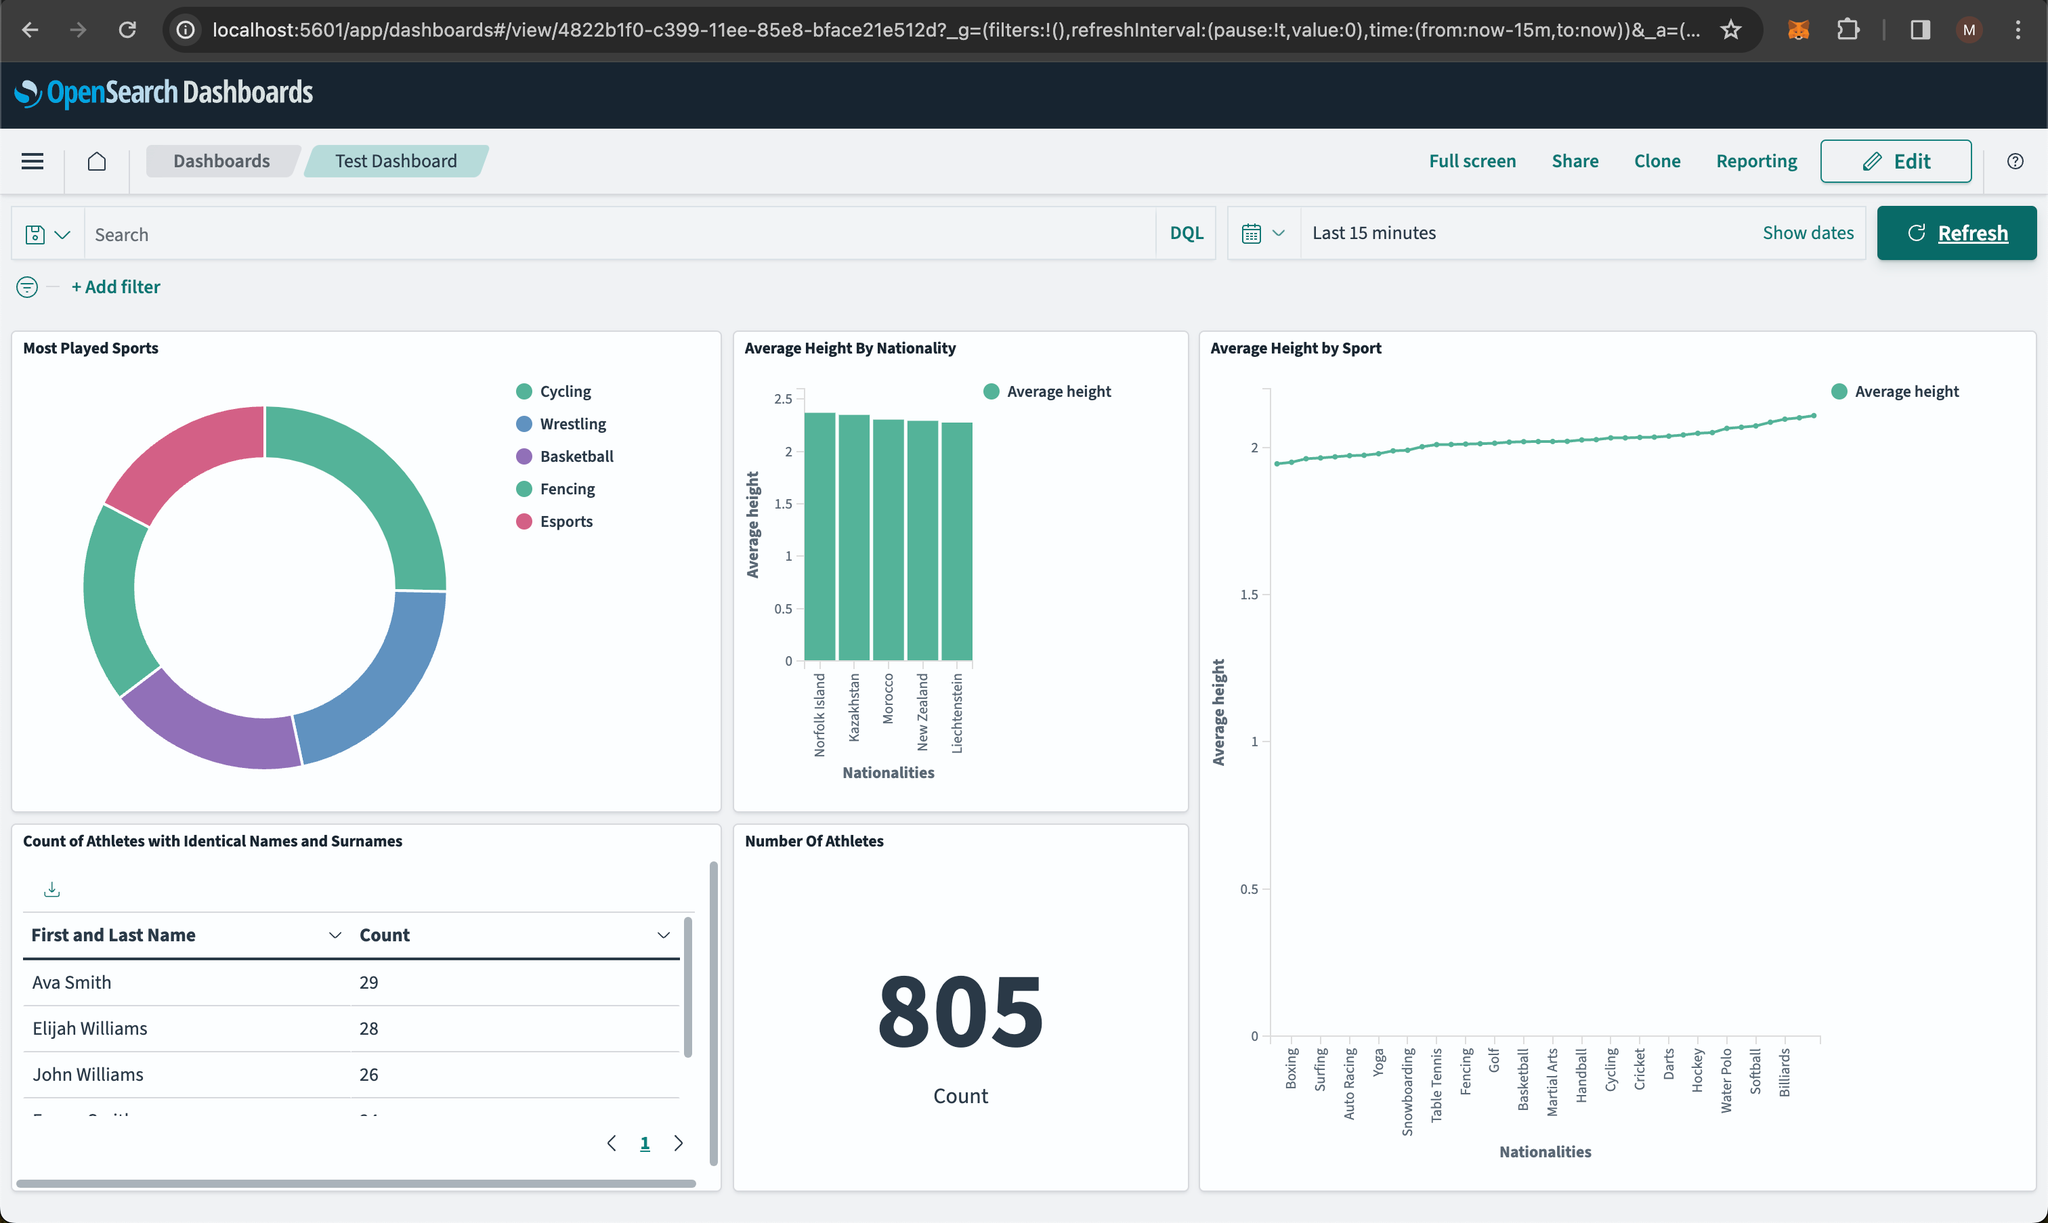 localhost:5601/app/dashboards#/view/4822b1f0-c399-11ee-85e8-bface21e512d?_g=(filters:!(),refreshInterval:(pause:!t,value:0),time:(from:now-15m,to:now))&_a=(...
M
OpenSearch Dashboards
Dashboards
Test Dashboard
Full screen
Share
Clone
Reporting
Edit
Search
DQL
Last 15 minutes
Show dates
Refresh
+ Add filter
Most Played Sports
Cycling
Wrestling
Basketball
Fencing
Esports
Average Height By Nationality
Average height
2.5
2
1.5
1
0.5
0
Average height
Norfolk Island
Kazakhstan
Morocco
New Zealand
Liechtenstein
Nationalities
Average Height by Sport
Average height
2
1.5
1
0.5
0
Average height
Boxing
Surfing
Auto Racing
Yoga
Snowboarding
Table Tennis
Fencing
Golf
Basketball
Martial Arts
Handball
Cycling
Cricket
Darts
Hockey
Water Polo
Softball
Billiards
Nationalities
Count of Athletes with Identical Names and Surnames
First and Last Name
Count
Ava Smith
29
Elijah Williams
28
John Williams
26
1
Number Of Athletes
805
Count